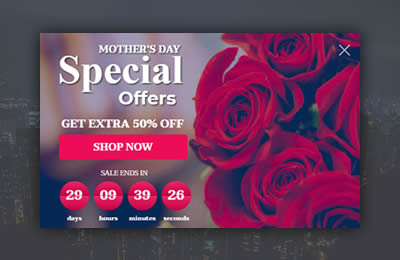 MOTHER'S DAY
Special
Offers
GET EXTRA 50% OFF
SHOP NOW
SALE ENDS IN
29 09 39 26
days hours minutes seconds